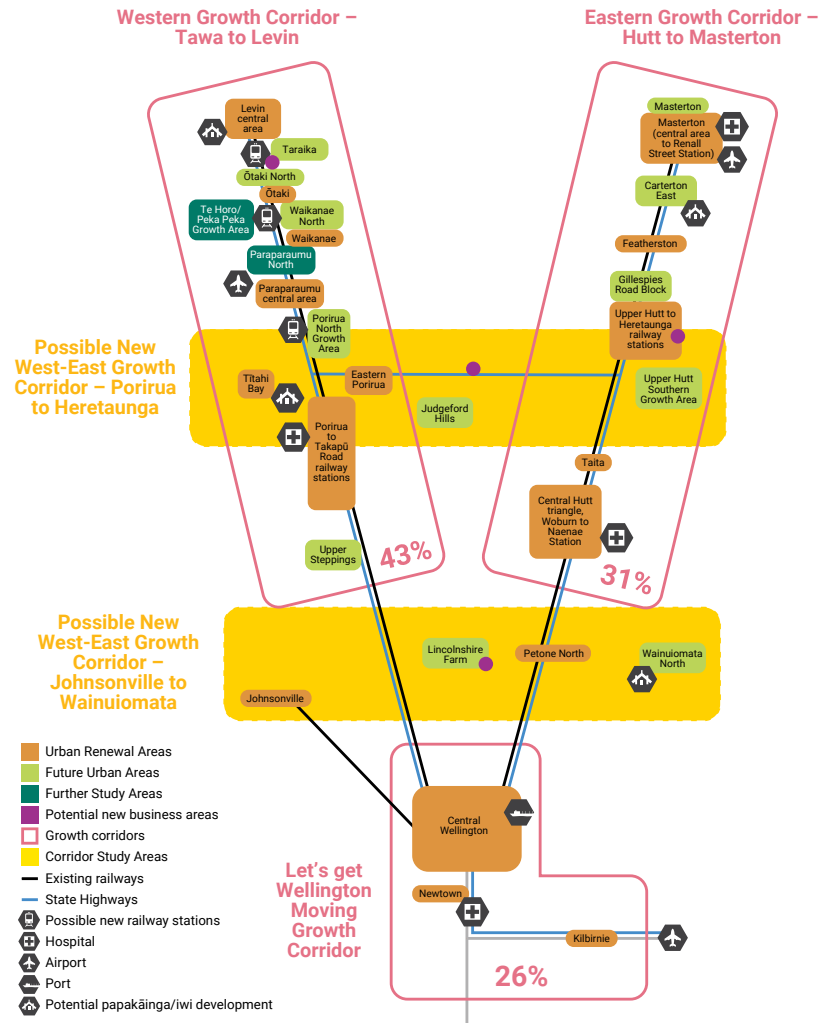 Western Growth Corridor –
Tawa to Levin
Eastern Growth Corridor –
Hutt to Masterton
Levin
central
area
Taraika
Ōtaki North
Ōtaki
Te Horo/
Peka Peka
Growth Area
Waikanae
North
Waikanae
Paraparaumu
North
Paraparaumu
central area
Porirua
North
Growth
Area
Masterton
Masterton
(central area
to Renall
Street Station)
Carterton
East
Featherston
Gillespies
Road Block
Upper Hutt to
Heretaunga
railway
stations
Possible New
West-East Growth
Corridor – Porirua
to Heretaunga
Tītahi
Bay
Eastern
Porirua
Judgeford
Hills
Upper Hutt
Southern
Growth Area
Porirua
to
Takapū
Road
railway
stations
Taita
Central Hutt
triangle,
Woburn to
Naenae
Station
Upper
Steppings
43%
31%
Possible New
West-East Growth
Corridor –
Johnsonville to
Wainuiomata
Lincolnshire
Farm
Petone North
Wainuiomata
North
Johnsonville
Urban Renewal Areas
Future Urban Areas
Further Study Areas
Potential new business areas
Growth corridors
Corridor Study Areas
Existing railways
State Highways
Possible new railway stations
Hospital
Airport
Port
Potential papakāinga/iwi development
Central
Wellington
Let's get
Wellington
Moving
Growth
Corridor
Newtown
Kilbirnie
26%